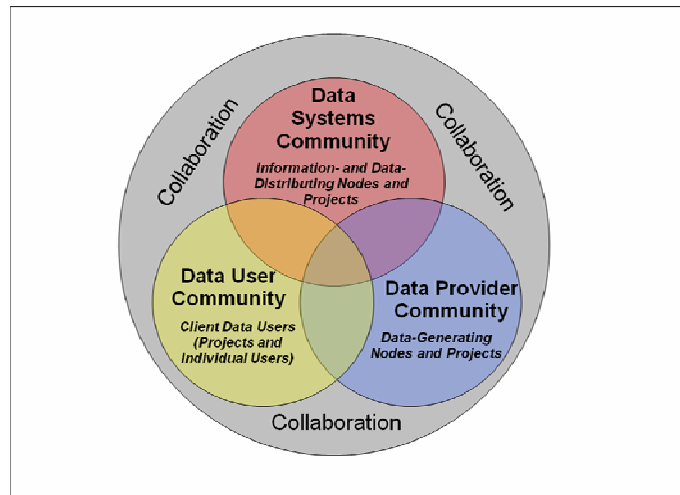 Data
Systems
Community
Information- and Data-
Distributing Nodes and
Projects
Collaboration
Collaboration
Data User
Community
Client Data Users
(Projects and
Individual Users)
Data Provider
Community
Data-Generating
Nodes and Projects
Collaboration